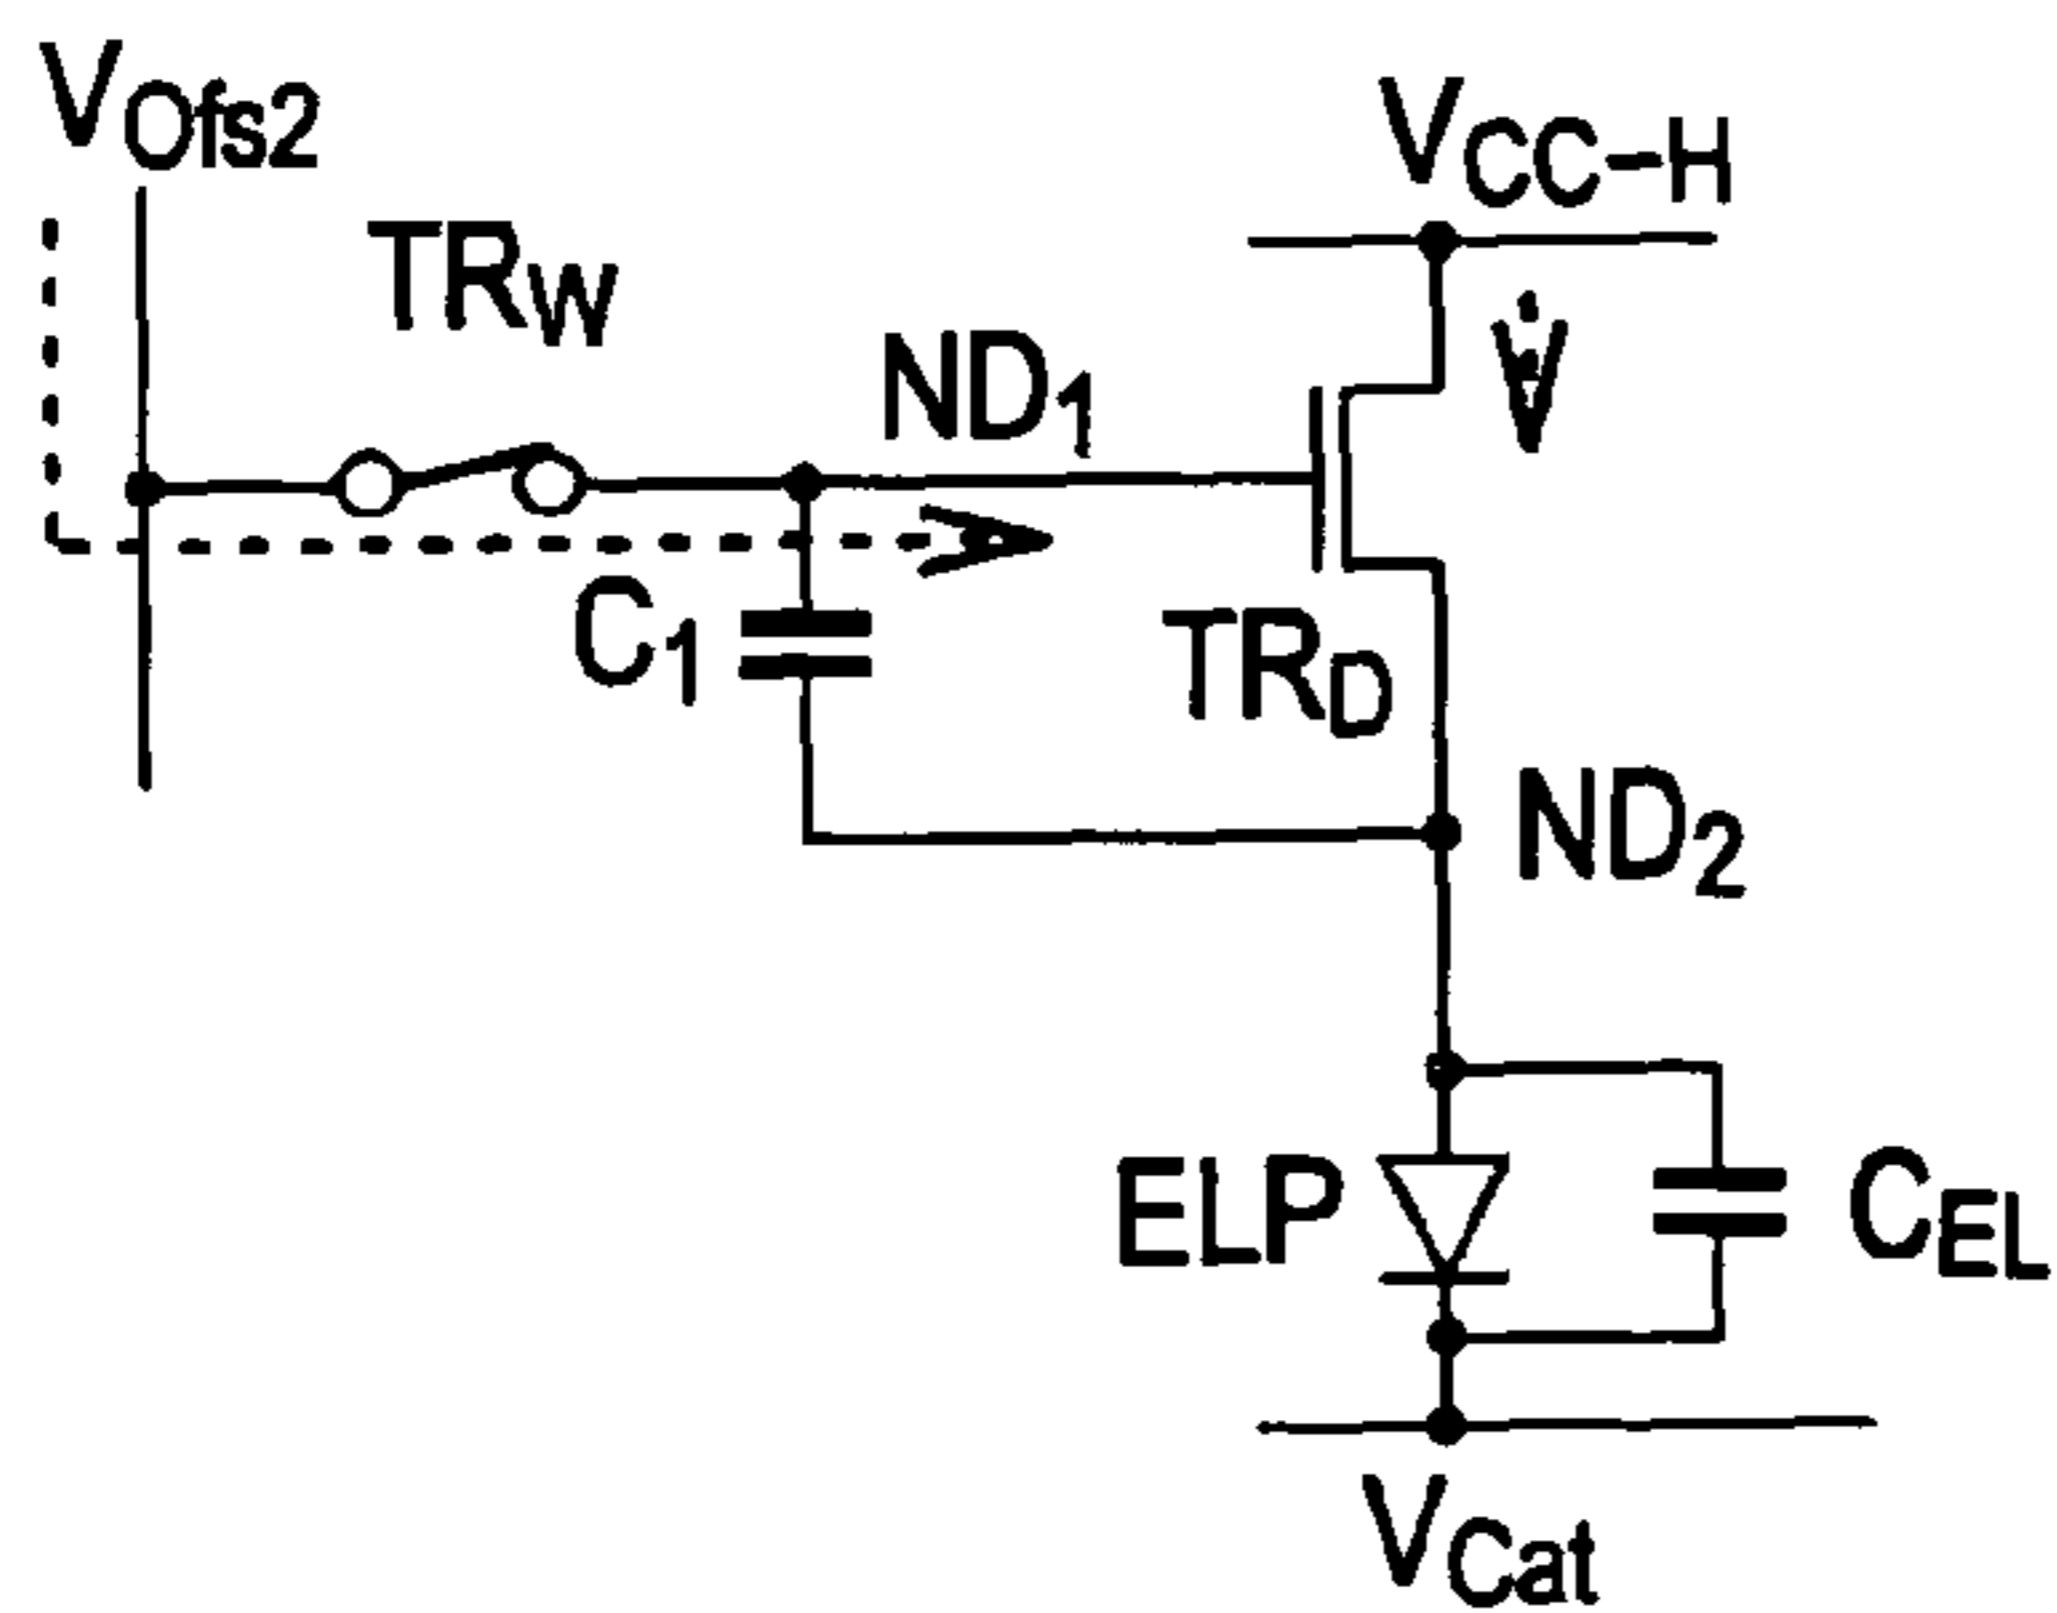 VOfs2
VCC-H
TRW
ND1
C1
TRD
ND2
ELP
CEL
VCat